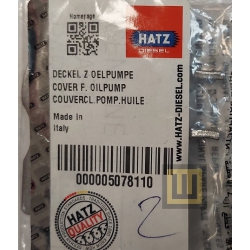 Homepage
HATZ
DIESEL
DECKEL Z OELPUMPE
COVER F. OILPUMP
COUVERCL.POMP.HUILE
Made in
Italy
000005078110
WWW.HATZ-DIESEL.com
HATZ
QUALITY
2